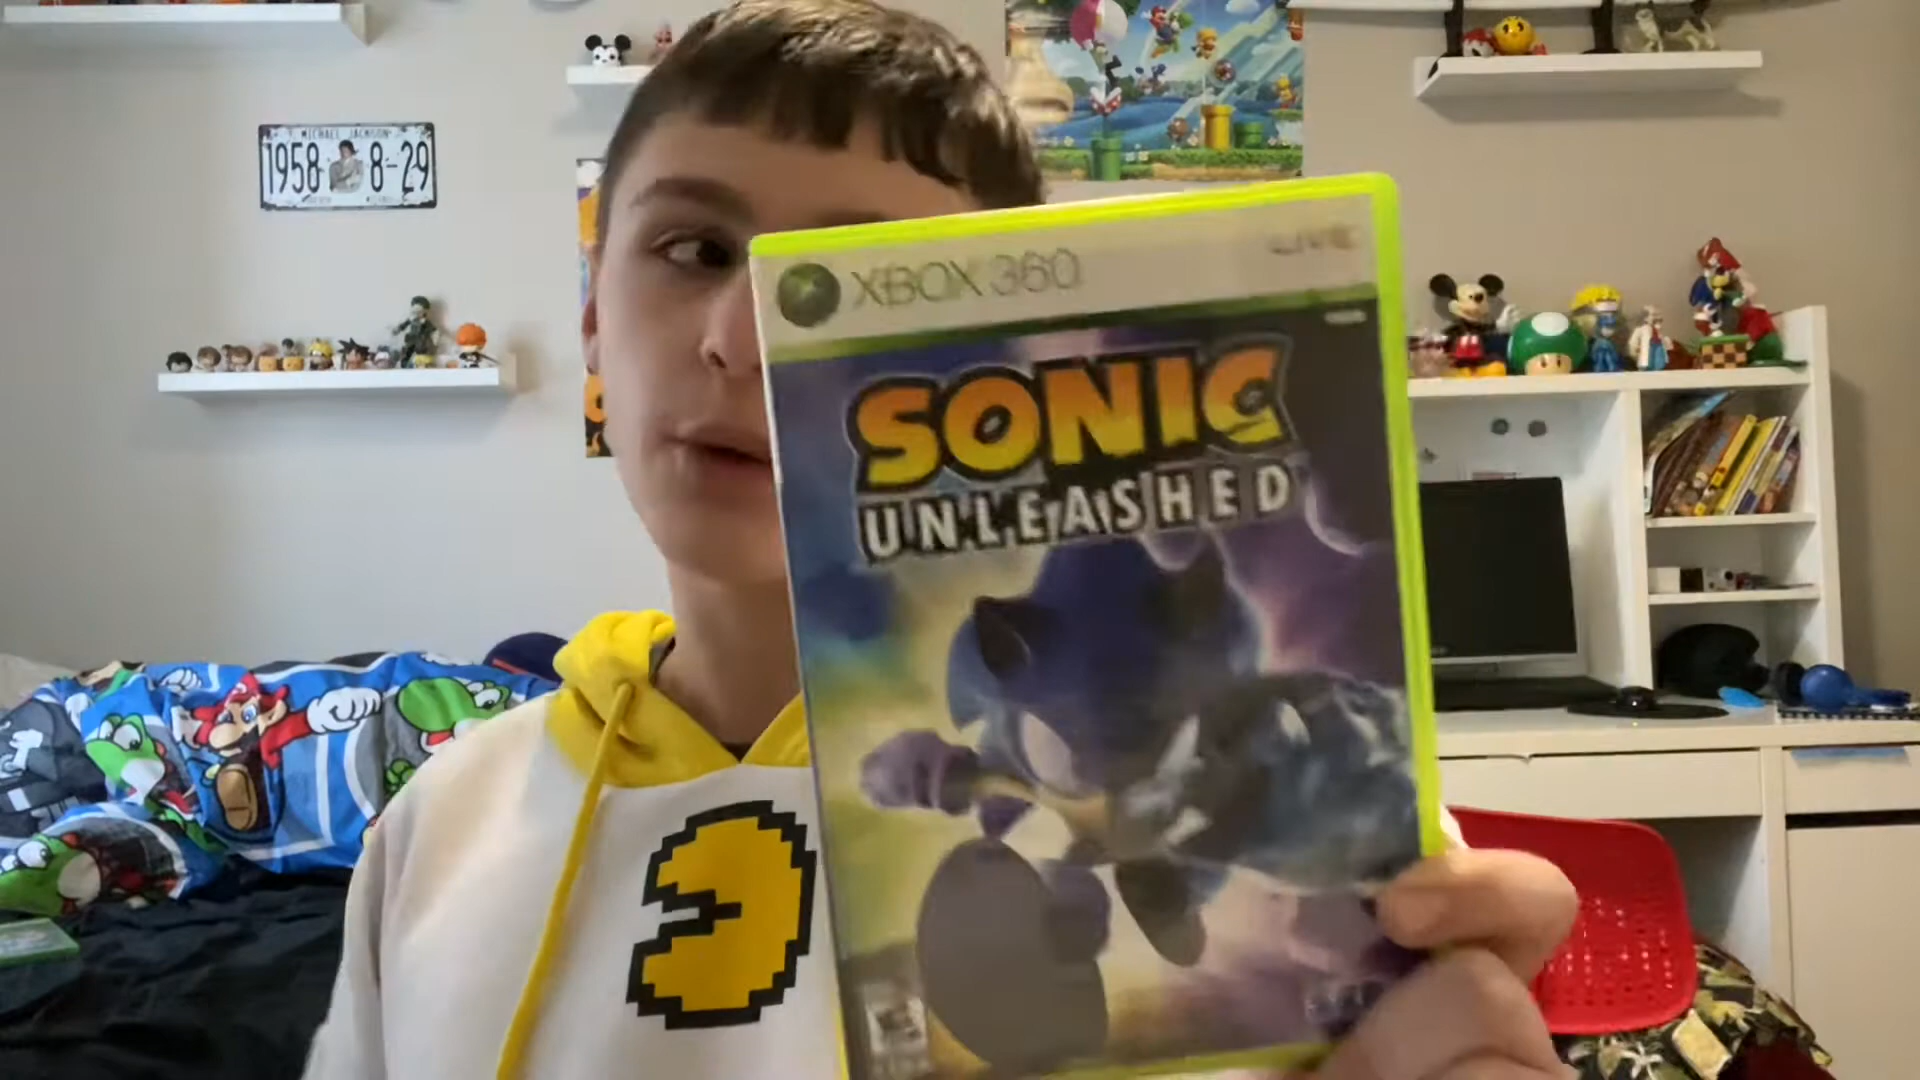 MICHAEL JACKSON
1958 8-29
XBOX 360
LIVE
SONIC
UNLEASHED